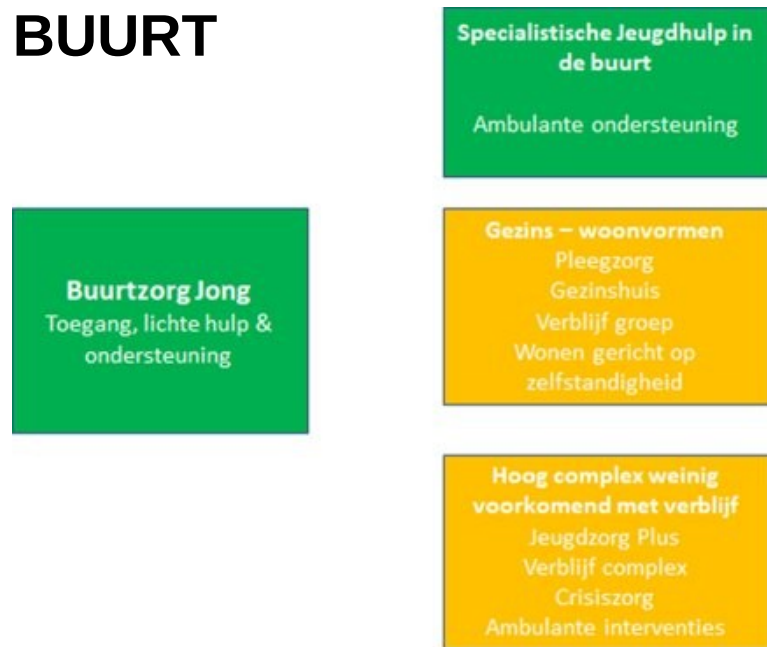 BUURT
Specialistische Jeugdhulp in
de buurt
Ambulante ondersteuning
Buurtzorg Jong
Toegang, lichte hulp &
ondersteuning
Gezins – woonvormen
Pleegzorg
Gezinshuis
Verblijf groep
Wonen gericht op
zelfstandigheid
Hoog complex weinig
voorkomend met verblijf
Jeugdzorg Plus
Verblijf complex
Crisiszorg
Ambulante interventies